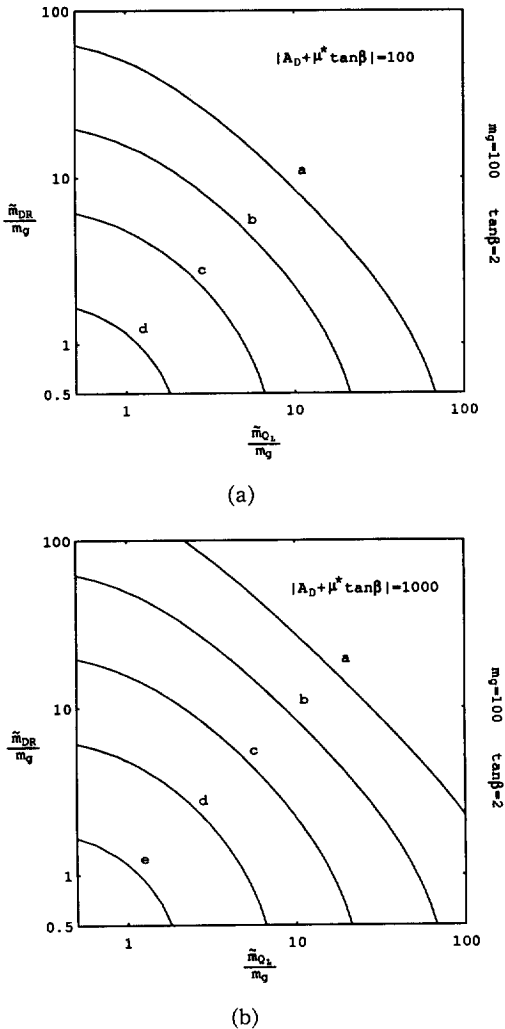 100
|A_D+μ*tanβ|=100
a
m_g=100 tanβ=2
10
b
m̃_DR
m_g
c
d
1
0.5
1
10
100
m̃_QL
m_g
(a)
100
|A_D+μ*tanβ|=1000
a
m_g=100 tanβ=2
b
10
m̃_DR
m_g
c
d
e
1
0.5
1
10
100
m̃_QL
m_g
(b)